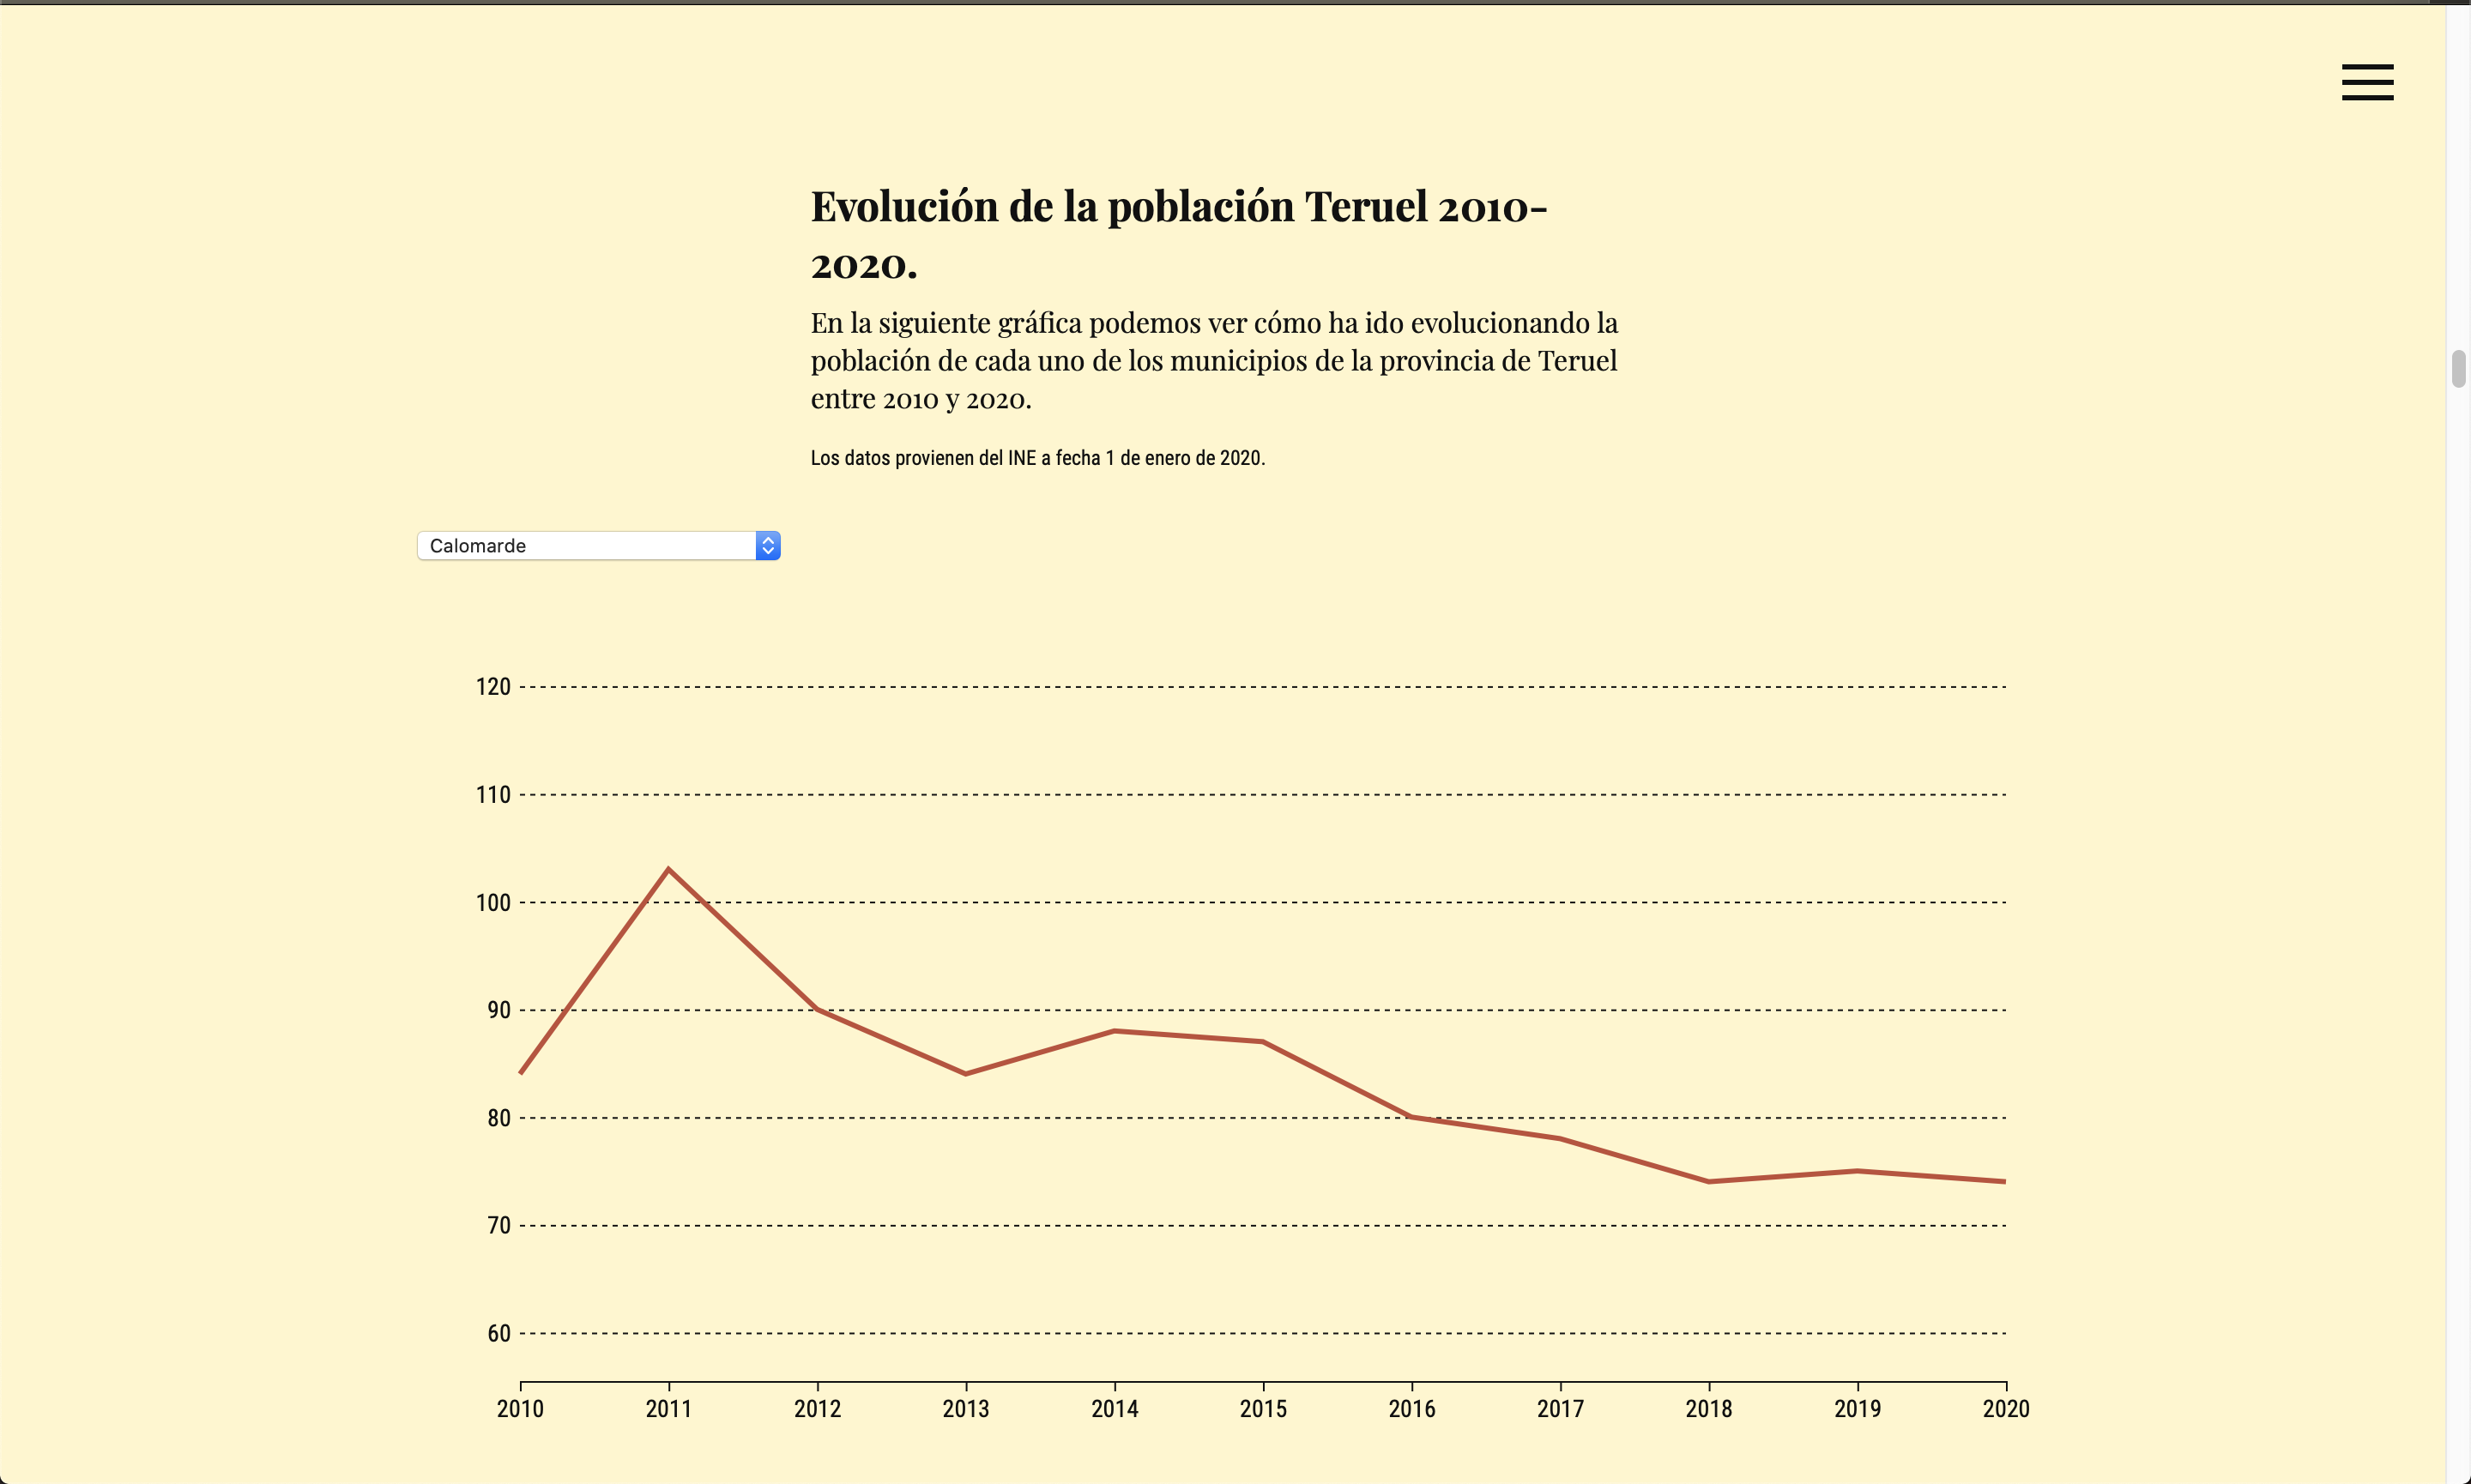 Evolución de la población Teruel 2010-
2020.
En la siguiente gráfica podemos ver cómo ha ido evolucionando la
población de cada uno de los municipios de la provincia de Teruel
entre 2010 y 2020.
Los datos provienen del INE a fecha 1 de enero de 2020.
Calomarde
120
110
100
90
80
70
60
2010 2011 2012 2013 2014 2015 2016 2017 2018 2019 2020